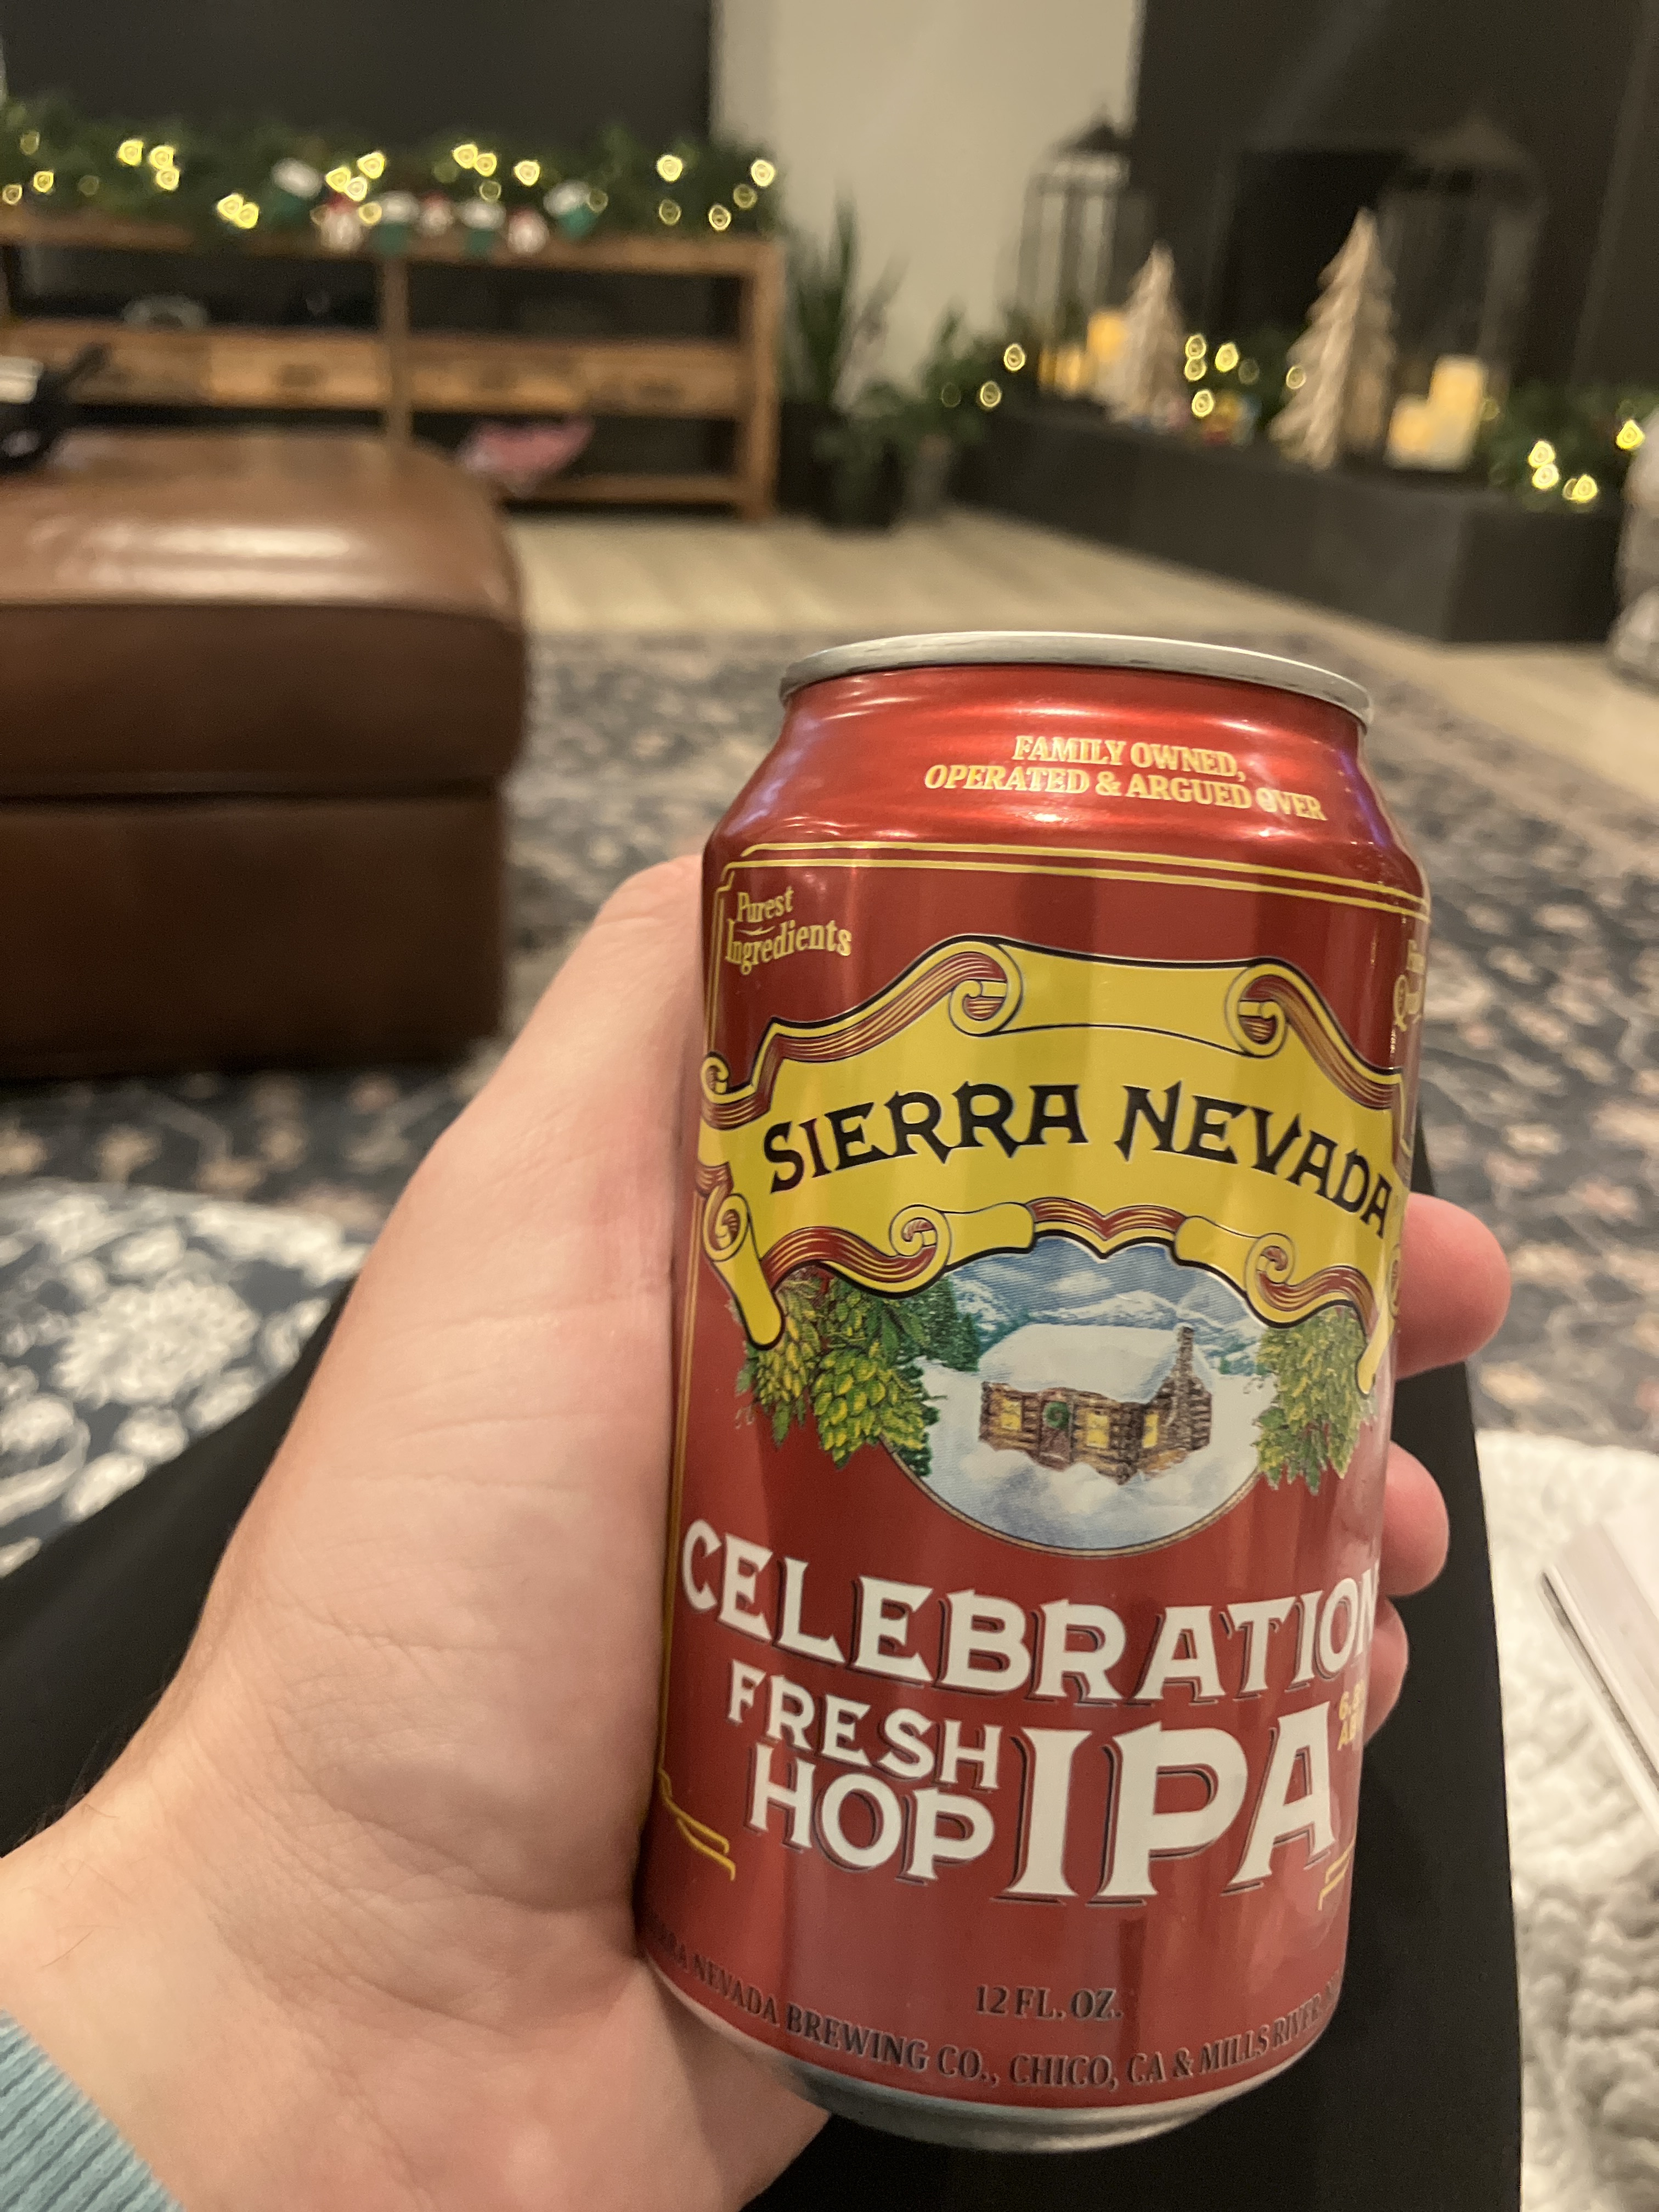 FAMILY OWNED,
OPERATED & ARGUED OVER
Purest
Ingredients
SIERRA NEVADA
CELEBRATION
FRESH
HOP
IPA
12 FL. OZ.
NEVADA BREWING CO., CHICO, CA & MILLS RIVER